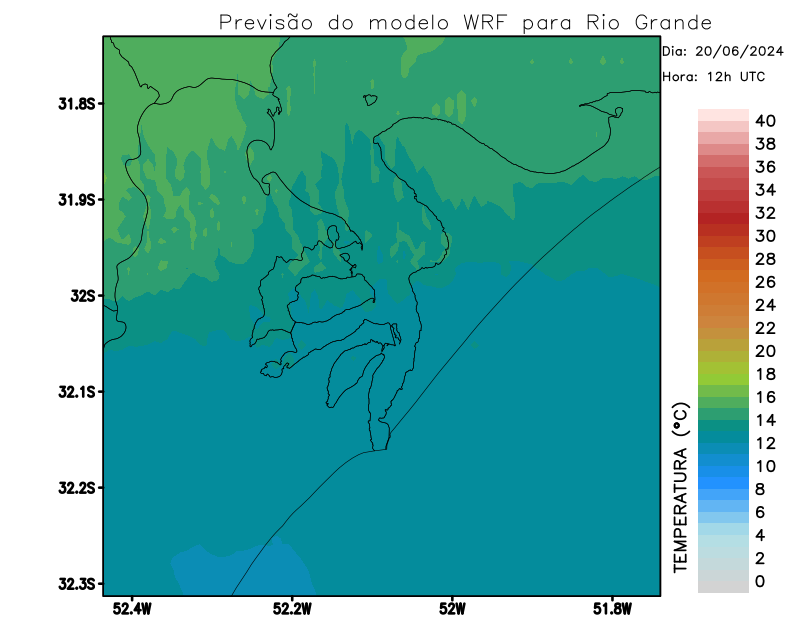 Previsão do modelo WRF para Rio Grande
Dia: 20/06/2024
Hora: 12h UTC
31.8S
31.9S
32S
32.1S
32.2S
32.3S
52.4W
52.2W
52W
51.8W
TEMPERATURA (ºC)
40
38
36
34
32
30
28
26
24
22
20
18
16
14
12
10
8
6
4
2
0